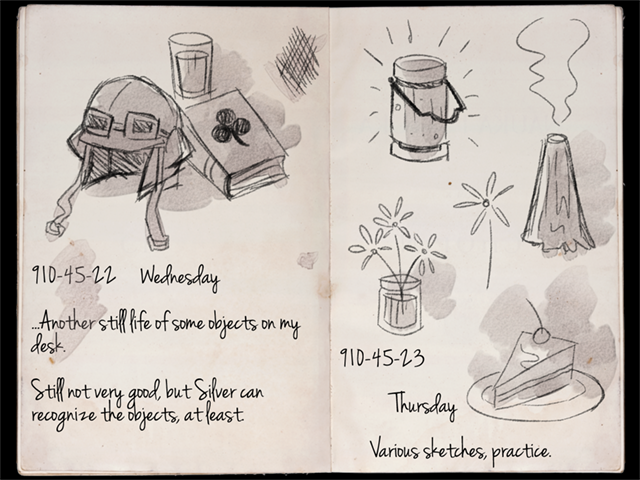 910-45-22 Wednesday
...Another still life of some objects on my
desk.
Still not very good, but Silver can
recognize the objects, at least.
910-45-23
Thursday
Various sketches, practice.